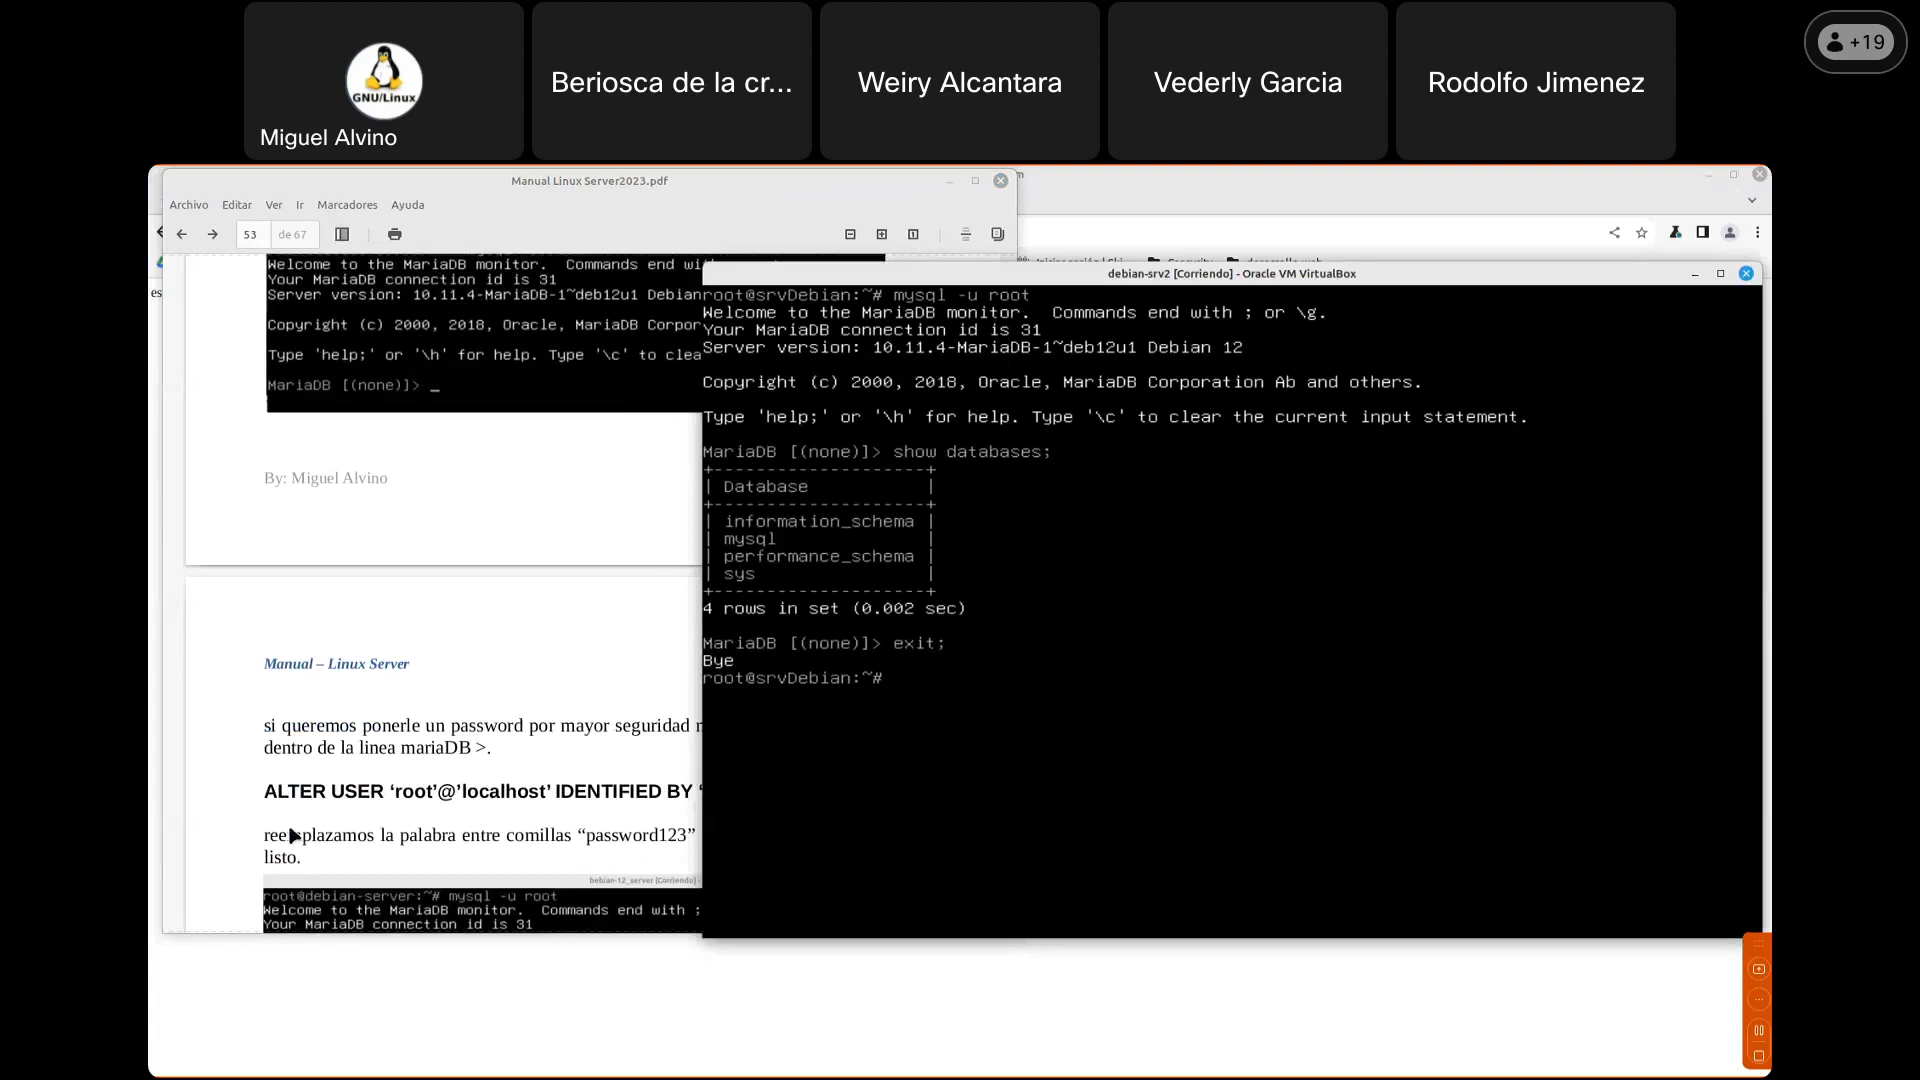 GNU/Linux
Miguel Alvino
Beriosca de la cr...
Weiry Alcantara
Vederly Garcia
Rodolfo Jimenez
+19
Manual Linux Server2023.pdf
Archivo Editar Ver Ir Marcadores Ayuda
53 de 67
Welcome to the MariaDB monitor. Commands end wi
Your MariaDB connection id is 31
Server version: 10.11.4-MariaDB-1~deb12u1 Debian
Copyright (c) 2000, 2018, Oracle, MariaDB Corpor
Type 'help;' or '\h' for help. Type '\c' to clea
MariaDB [(none)]> _
By: Miguel Alvino
Manual – Linux Server
si queremos ponerle un password por mayor seguridad
dentro de la linea mariaDB >.
ALTER USER ‘root’@’localhost’ IDENTIFIED BY ‘
reemplazamos la palabra entre comillas “password123”
listo.
bebian-12_server [Corriendo] -
root@debian-server:~# mysql -u root
Welcome to the MariaDB monitor. Commands end with ;
Your MariaDB connection id is 31
es
debian-srv2 [Corriendo] - Oracle VM VirtualBox
root@srvDebian:~# mysql -u root
Welcome to the MariaDB monitor. Commands end with ; or \g.
Your MariaDB connection id is 31
Server version: 10.11.4-MariaDB-1~deb12u1 Debian 12
Copyright (c) 2000, 2018, Oracle, MariaDB Corporation Ab and others.
Type 'help;' or '\h' for help. Type '\c' to clear the current input statement.
MariaDB [(none)]> show databases;
+--------------------+
| Database           |
+--------------------+
| information_schema |
| mysql              |
| performance_schema |
| sys                |
+--------------------+
4 rows in set (0.002 sec)
MariaDB [(none)]> exit;
Bye
root@srvDebian:~#